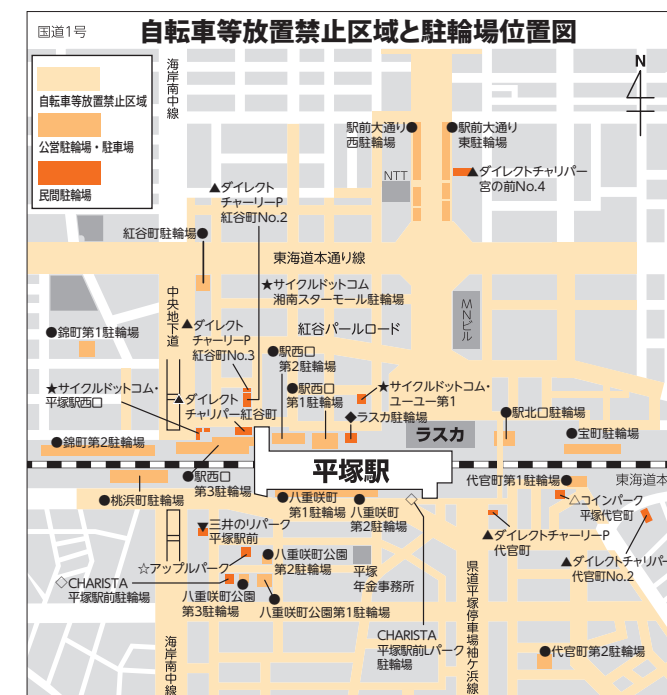 国道1号
自転車等放置禁止区域と駐輪場位置図
自転車等放置禁止区域
公営駐輪場・駐車場
民間駐輪場
海岸南中線
N
駅前大通り●
西駐輪場
●駅前大通り
東駐輪場
NTT
▲ダイレクトチャリパー
宮の前No.4
▲ダイレクト
チャーリーP
紅谷町No.2
紅谷町駐輪場●
東海道本通り線
★サイクルドットコム
湘南スターモール駐輪場
中央地下道
MNビル
紅谷パールロード
●錦町第1駐輪場
▲ダイレクト
チャーリーP
紅谷町No.3
●駅西口
第2駐輪場
★サイクルドットコム・
平塚駅西口
▲ダイレクト
チャリパー紅谷町
●駅西口
第1駐輪場
★サイクルドットコム・
ユーユー第1
◆ラスカ駐輪場
ラスカ
●駅北口駐輪場
●錦町第2駐輪場
●宝町駐輪場
平塚駅
●駅西口
第3駐輪場
代官町第1駐輪場●
東海道本
●桃浜町駐輪場
●八重咲町
第1駐輪場
●
八重咲町
第2駐輪場
△コインパーク
平塚代官町
▼三井のリパーク
平塚駅前
▲ダイレクトチャーリーP
代官町
☆アップルパーク
●八重咲町公園
第2駐輪場
▲ダイレクトチャリパー
代官町No.2
平塚
年金事務所
◇CHARISTA
平塚駅前駐輪場
●
八重咲町公園
第3駐輪場
●
八重咲町公園第1駐輪場
県道平塚停車場袖ケ浜線
◇
CHARISTA
平塚駅前Lパーク
駐輪場
海岸南中線
●代官町第2駐輪場